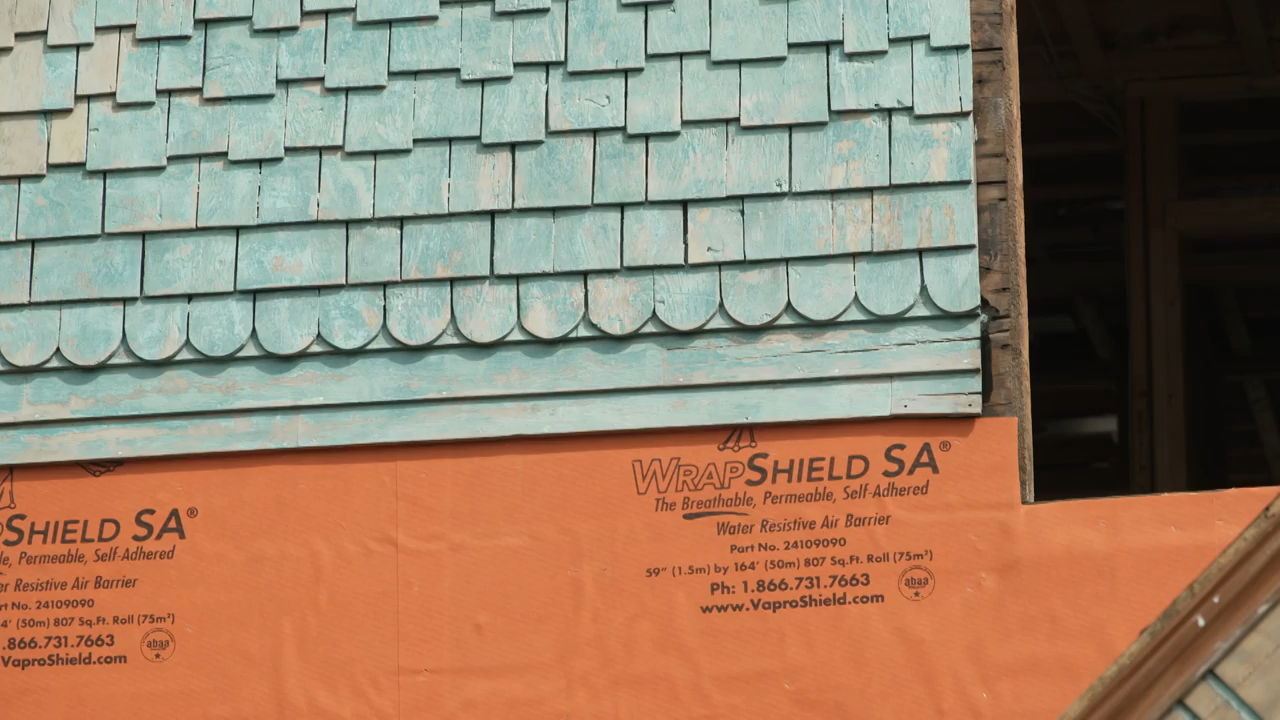 WRAPSHIELD SA®
The Breathable, Permeable, Self-Adhered
Water Resistive Air Barrier
Part No. 24109090
59" (1.5m) by 164' (50m) 807 Sq.Ft. Roll (75m²)
Ph: 1.866.731.7663
www.VaproShield.com
abaa
SHIELD SA®
le, Permeable, Self-Adhered
er Resistive Air Barrier
rt No. 24109090
4' (50m) 807 Sq.Ft. Roll (75m²)
.866.731.7663
VaproShield.com
abaa